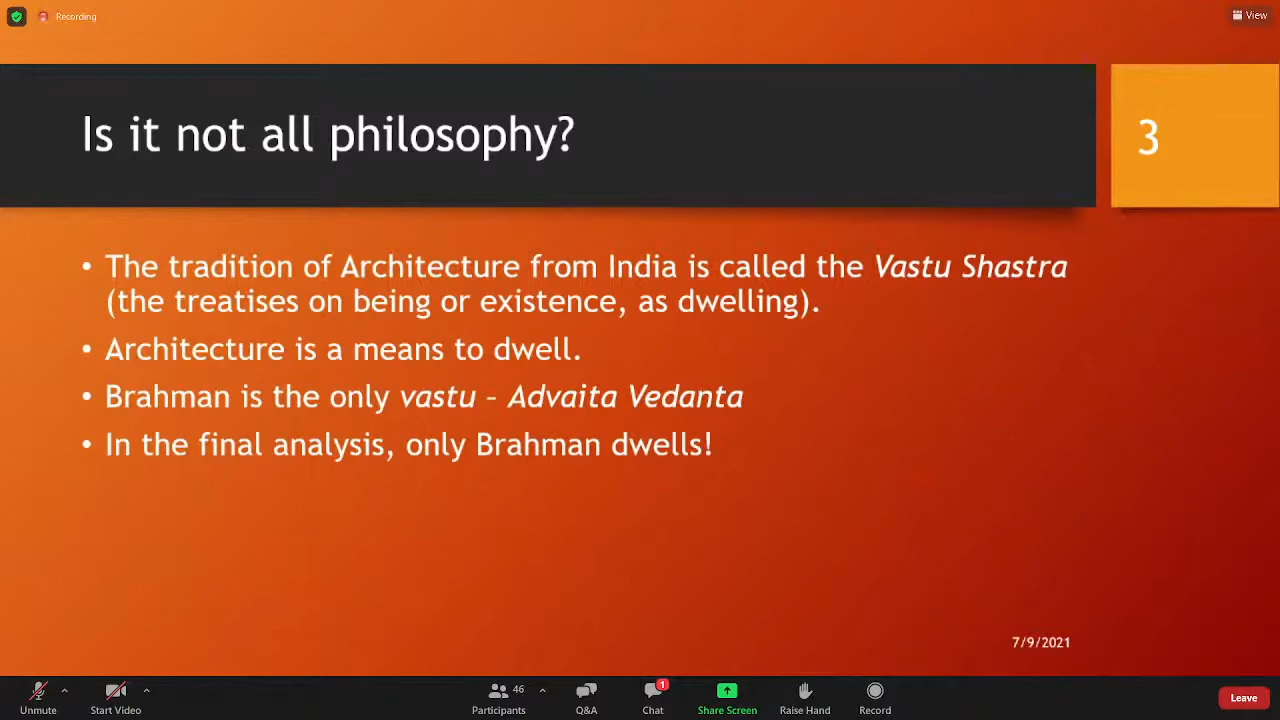 Recording
View
Is it not all philosophy?
3
• The tradition of Architecture from India is called the Vastu Shastra
(the treatises on being or existence, as dwelling).
• Architecture is a means to dwell.
• Brahman is the only vastu – Advaita Vedanta
• In the final analysis, only Brahman dwells!
7/9/2021
46
1
Unmute
Start Video
Participants
Q&A
Chat
Share Screen
Raise Hand
Record
Leave